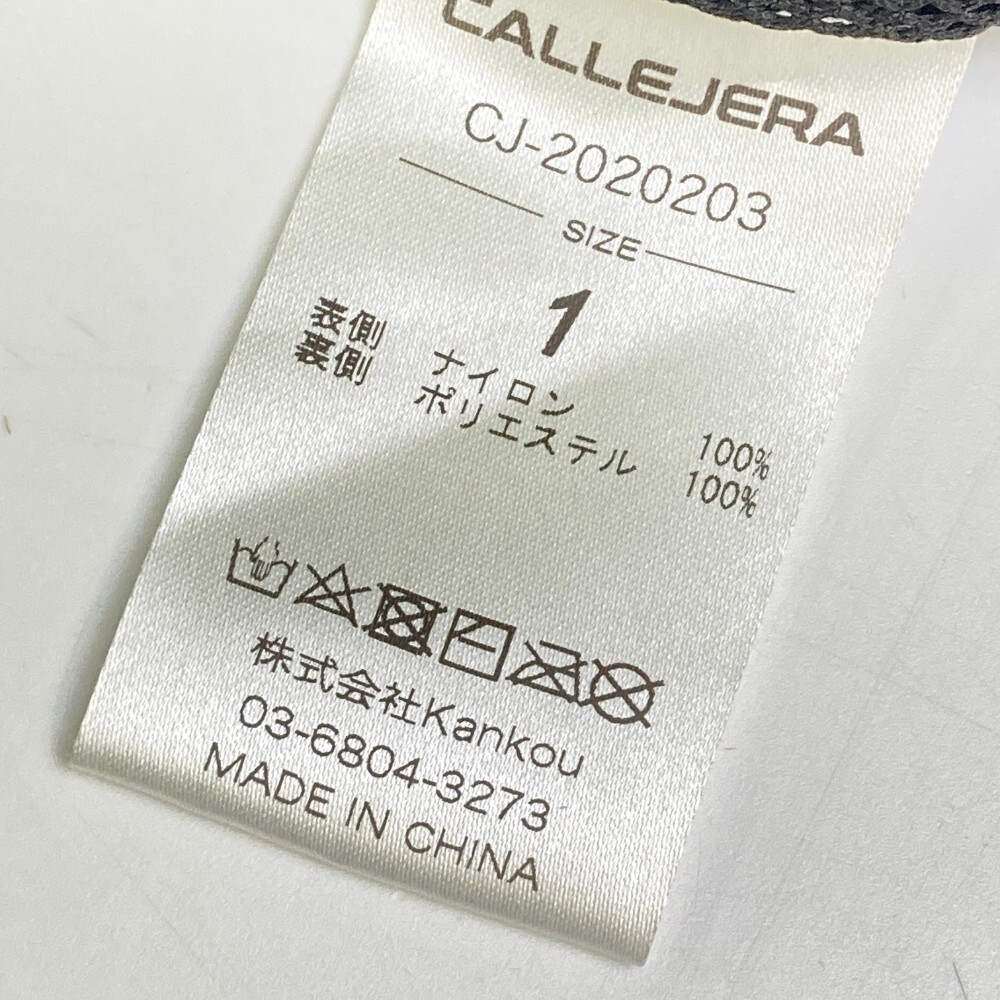 CALLEJERA
CJ-2020203
SIZE
1
表側 ナイロン 100%
裏側 ポリエステル 100%
株式会社Kankou
03-6804-3273
MADE IN CHINA